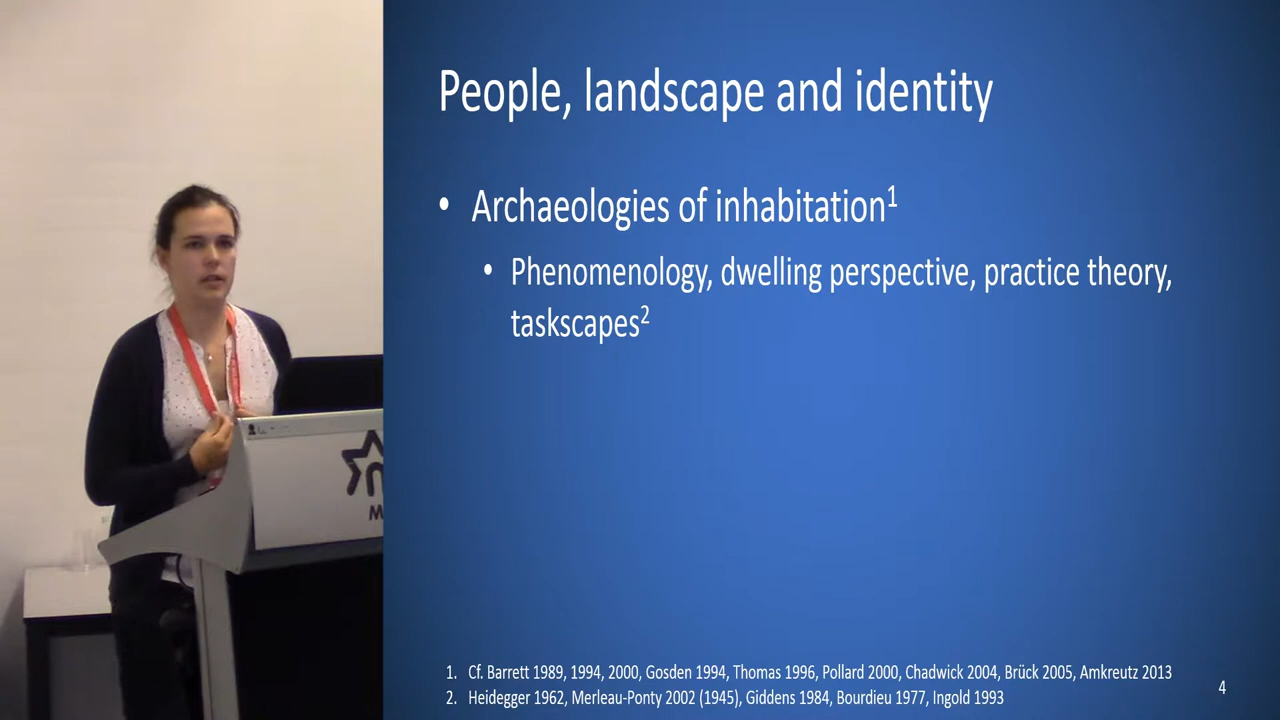 People, landscape and identity
• Archaeologies of inhabitation¹
• Phenomenology, dwelling perspective, practice theory,
taskscapes²
1. Cf. Barrett 1989, 1994, 2000, Gosden 1994, Thomas 1996, Pollard 2000, Chadwick 2004, Brück 2005, Amkreutz 2013
2. Heidegger 1962, Merleau-Ponty 2002 (1945), Giddens 1984, Bourdieu 1977, Ingold 1993
4